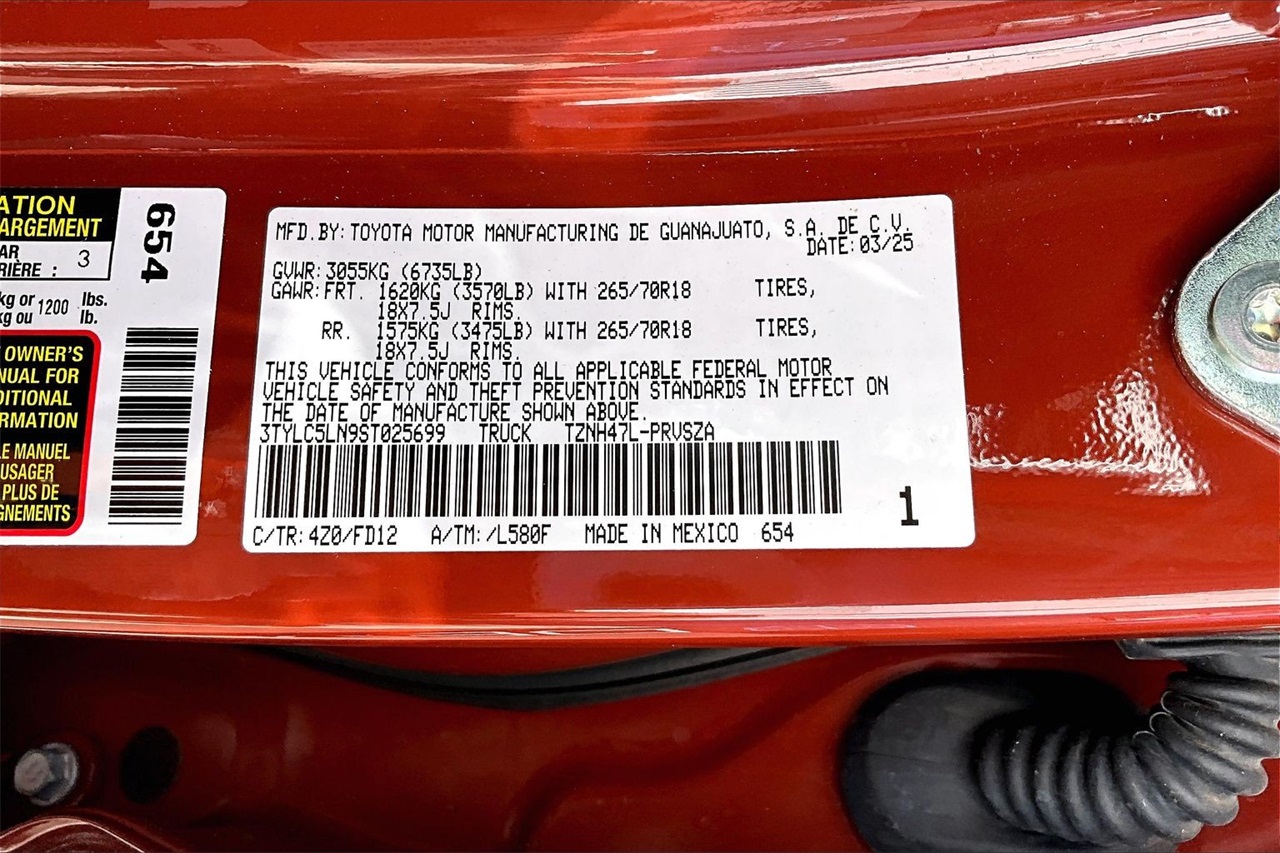 ATION
ARGEMENT
AR
RIÈRE : 3
kg or 1200 lbs.
kg ou lb.
OWNER'S
NUAL FOR
DITIONAL
ORMATION
LE MANUEL
USAGER
PLUS DE
GNEMENTS
654
MFD.BY:TOYOTA MOTOR MANUFACTURING DE GUANAJUATO, S.A. DE C.V.
DATE:03/25
GVWR:3055KG (6735LB)
GAWR:FRT. 1620KG (3570LB) WITH 265/70R18 TIRES,
18X7.5J RIMS.
RR. 1575KG (3475LB) WITH 265/70R18 TIRES,
18X7.5J RIMS.
THIS VEHICLE CONFORMS TO ALL APPLICABLE FEDERAL MOTOR
VEHICLE SAFETY AND THEFT PREVENTION STANDARDS IN EFFECT ON
THE DATE OF MANUFACTURE SHOWN ABOVE.
3TYLC5LN9ST025699 TRUCK TZNH47L-PRVSZA
1
C/TR:4Z0/FD12 A/TM:/L580F MADE IN MEXICO 654